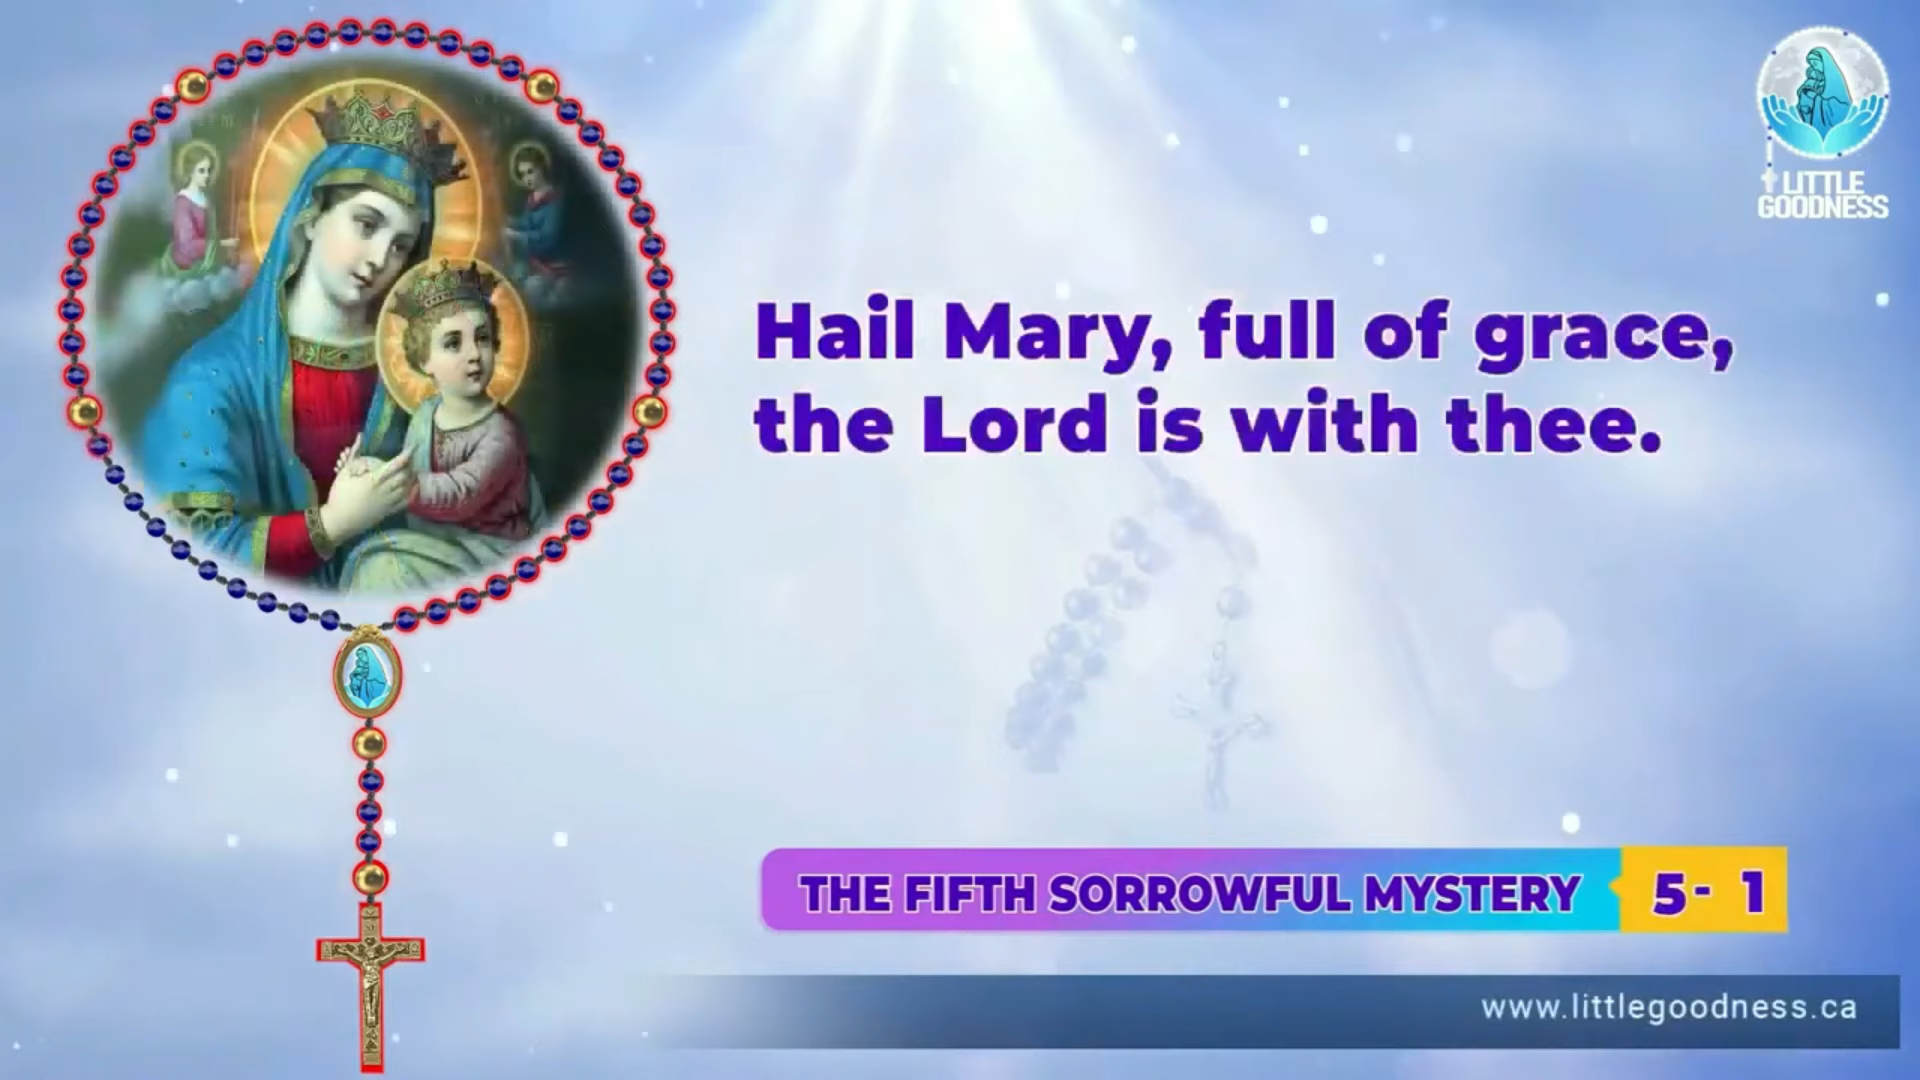 LITTLE
GOODNESS
Hail Mary, full of grace,
the Lord is with thee.
THE FIFTH SORROWFUL MYSTERY 5- 1
www.littlegoodness.ca